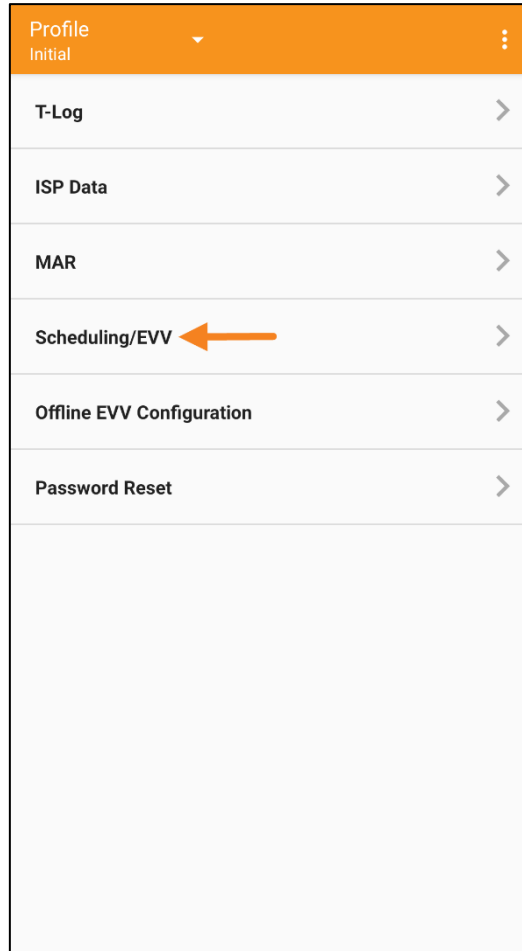 Profile
Initial
T-Log
ISP Data
MAR
Scheduling/EVV
Offline EVV Configuration
Password Reset